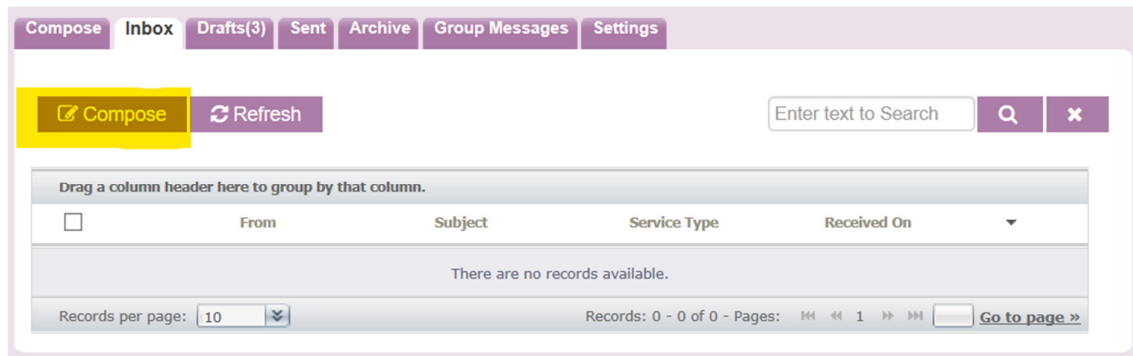 Compose Inbox Drafts(3) Sent Archive Group Messages Settings
Compose Refresh Enter text to Search
Drag a column header here to group by that column.
From Subject Service Type Received On
There are no records available.
Records per page: 10 Records: 0 - 0 of 0 - Pages: 1 Go to page »